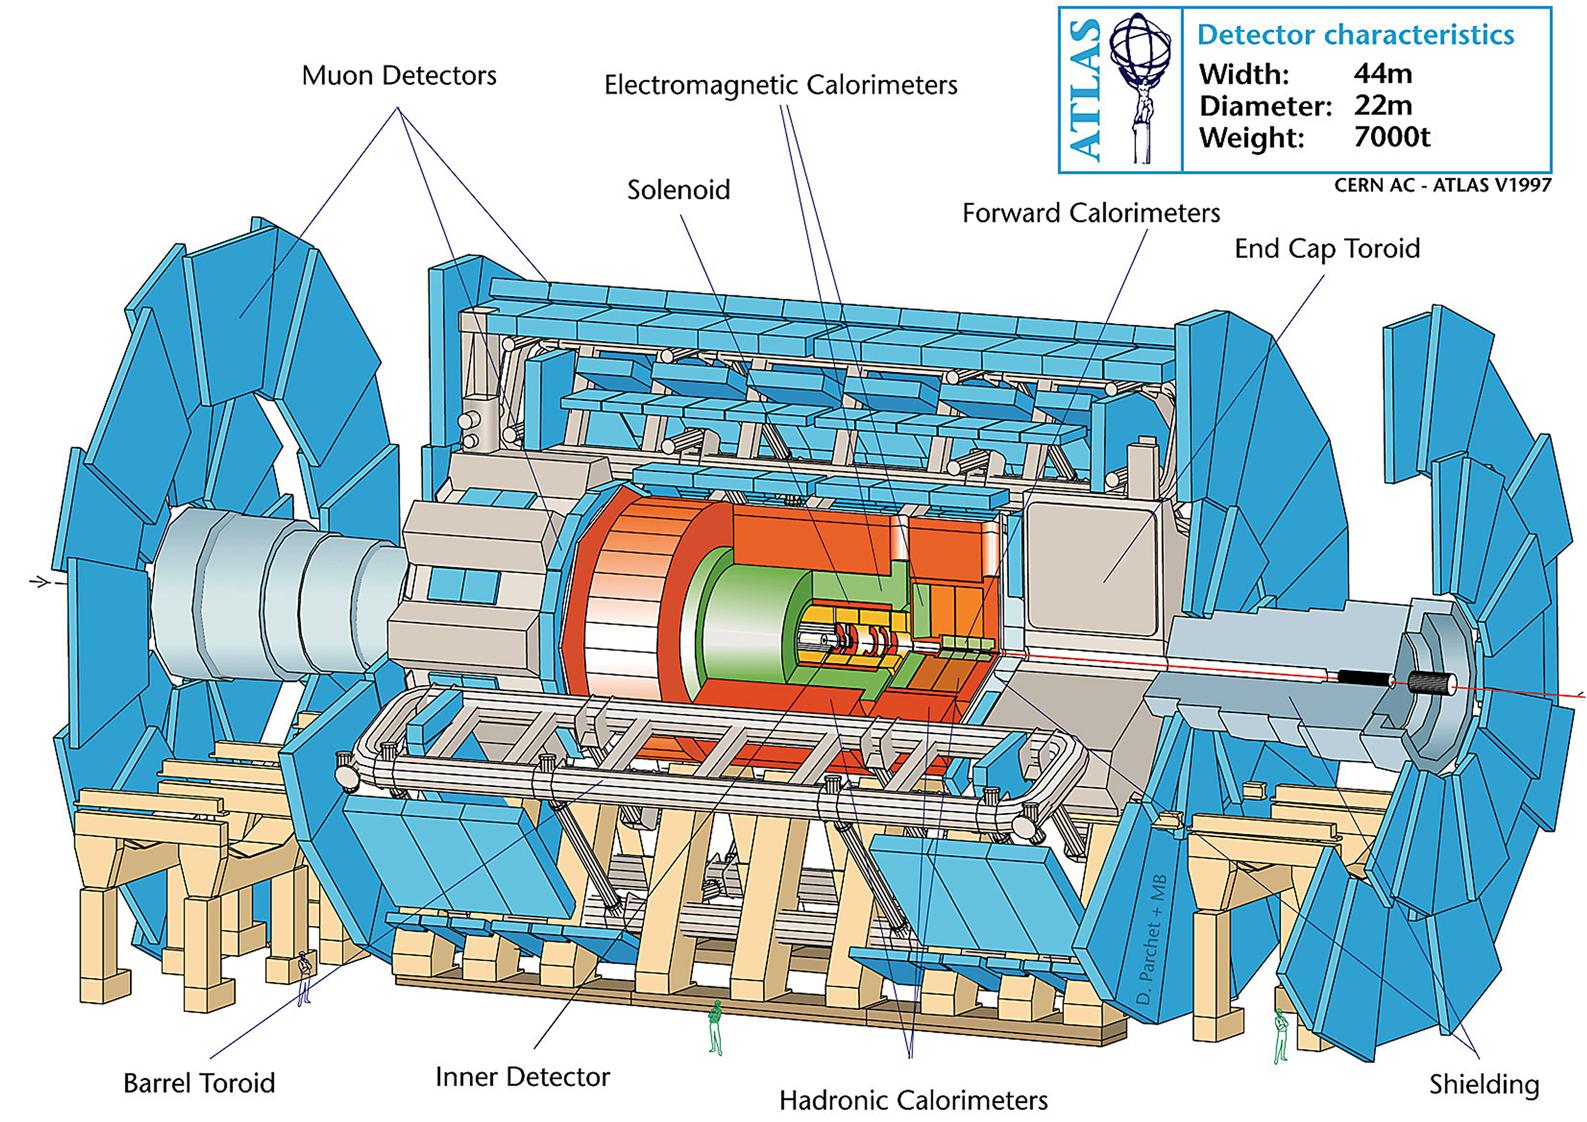 Muon Detectors
Electromagnetic Calorimeters
Solenoid
Forward Calorimeters
End Cap Toroid
ATLAS
Detector characteristics
Width: 44m
Diameter: 22m
Weight: 7000t
CERN AC - ATLAS V1997
D. Parchet + MB
Barrel Toroid
Inner Detector
Hadronic Calorimeters
Shielding